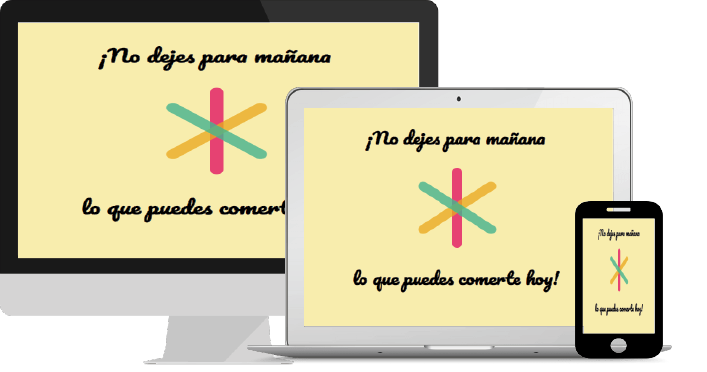 ¡No dejes para mañana
lo que puedes comert
¡No dejes para mañana
lo que puedes comerte hoy!
¡No dejes para mañana
lo que puedes comerte hoy!